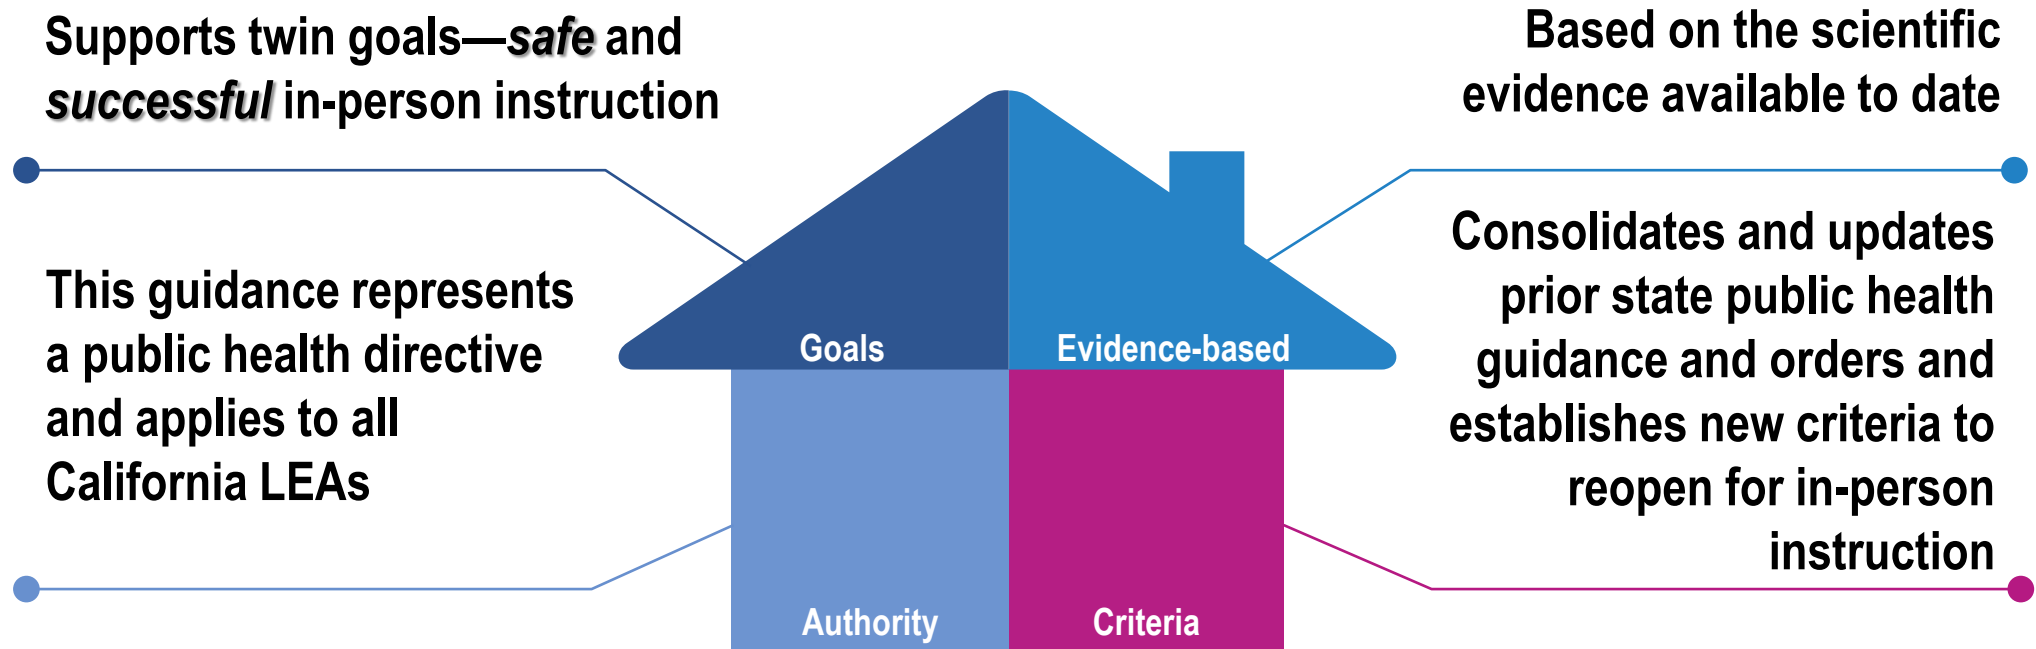 Supports twin goals—safe and
successful in-person instruction
Based on the scientific
evidence available to date
This guidance represents
a public health directive
and applies to all
California LEAs
Consolidates and updates
prior state public health
guidance and orders and
establishes new criteria to
reopen for in-person
instruction
Goals
Evidence-based
Authority
Criteria